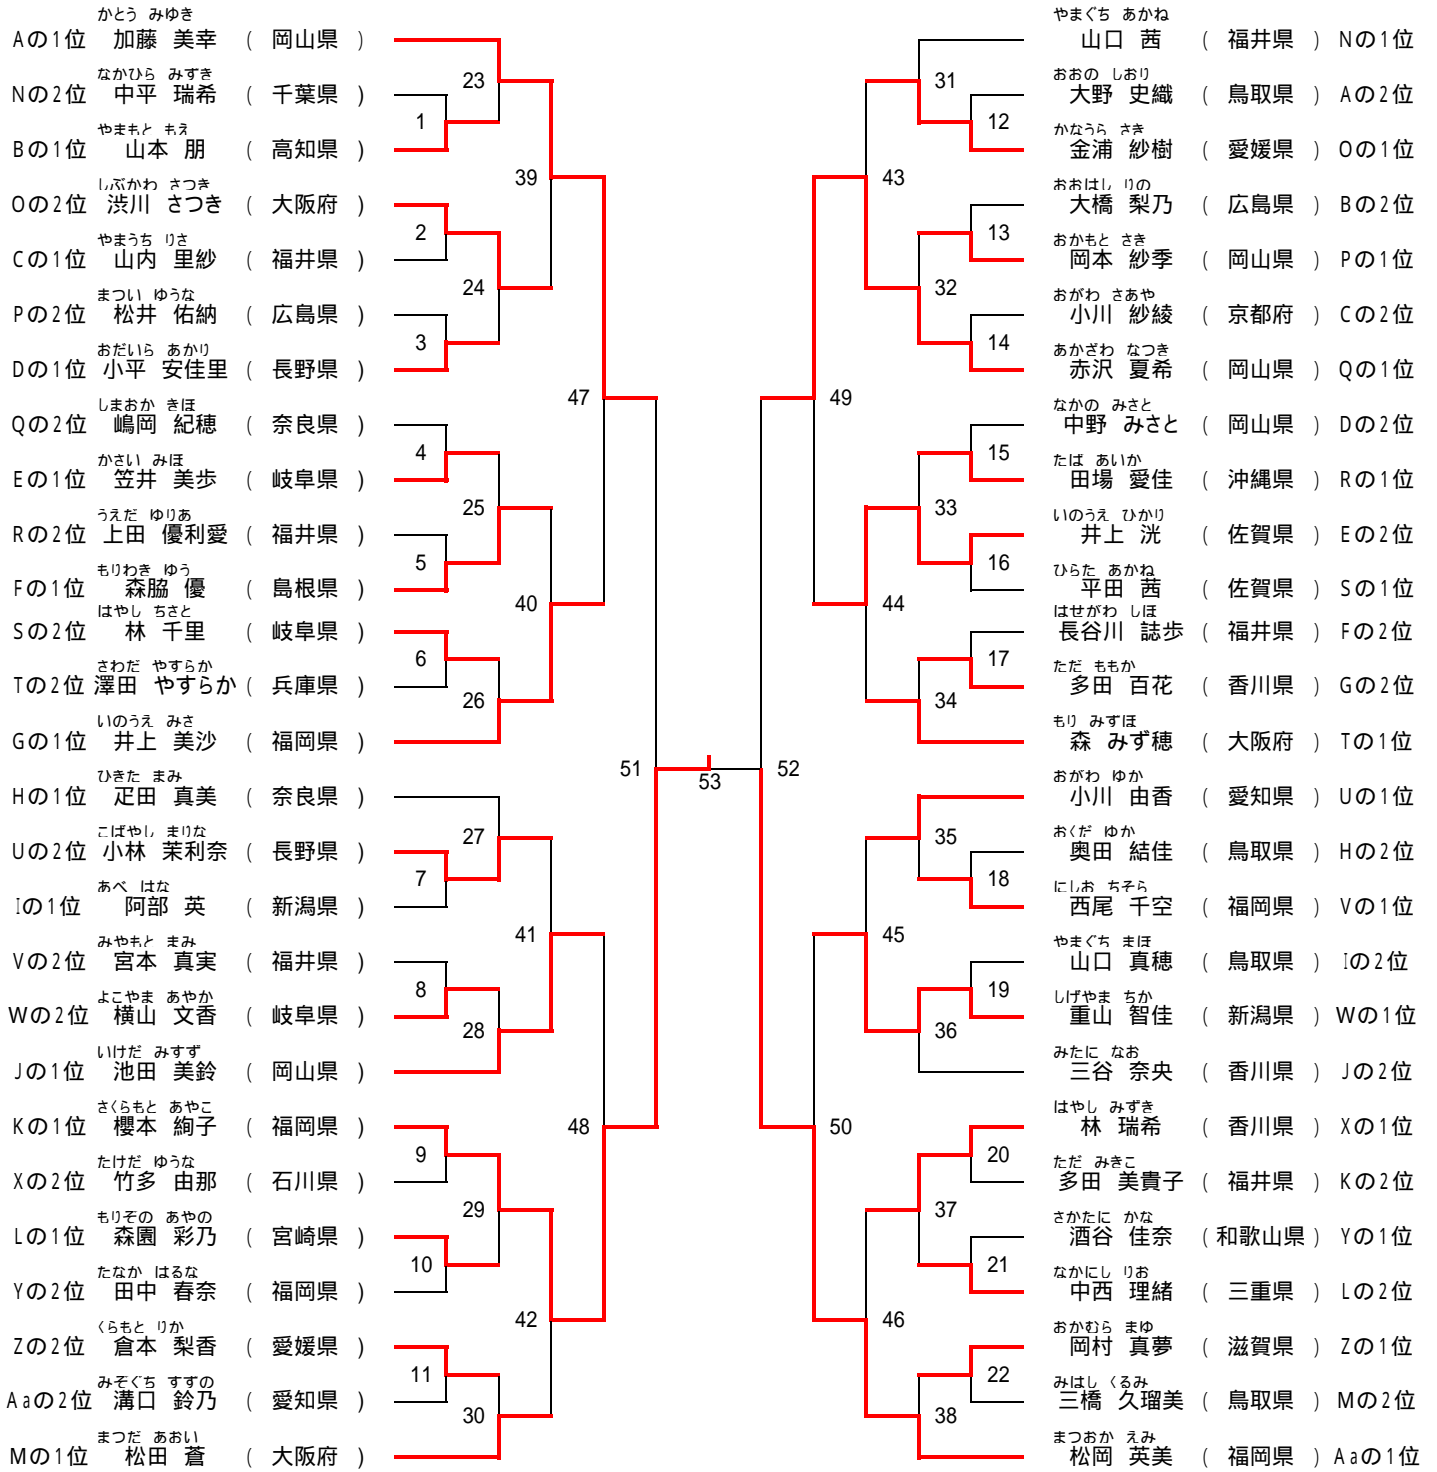 かとう みゆき
Aの1位 加藤 美幸 ( 岡山県 )
なかひら みずき
Nの2位 中平 瑞希 ( 千葉県 )
やまもと もえ
Bの1位 山本 朋 ( 高知県 )
しぶかわ さつき
Oの2位 渋川 さつき ( 大阪府 )
やまうち りさ
Cの1位 山内 里紗 ( 福井県 )
まつい ゆうな
Pの2位 松井 佑納 ( 広島県 )
おだいら あかり
Dの1位 小平 安佳里 ( 長野県 )
しまおか きほ
Qの2位 嶋岡 紀穂 ( 奈良県 )
かさい みほ
Eの1位 笠井 美歩 ( 岐阜県 )
うえだ ゆりあ
Rの2位 上田 優利愛 ( 福井県 )
もりわき ゆう
Fの1位 森脇 優 ( 島根県 )
はやし ちさと
Sの2位 林 千里 ( 岐阜県 )
さわだ やすらか
Tの2位 澤田 やすらか ( 兵庫県 )
いのうえ みさ
Gの1位 井上 美沙 ( 福岡県 )
ひきた まみ
Hの1位 疋田 真美 ( 奈良県 )
こばやし まりな
Uの2位 小林 茉利奈 ( 長野県 )
あべ はな
Iの1位 阿部 英 ( 新潟県 )
みやもと まみ
Vの2位 宮本 真実 ( 福井県 )
よこやま あやか
Wの2位 横山 文香 ( 岐阜県 )
いけだ みすず
Jの1位 池田 美鈴 ( 岡山県 )
さくらもと あやこ
Kの1位 櫻本 絢子 ( 福岡県 )
たけだ ゆうな
Xの2位 竹多 由那 ( 石川県 )
もりぞの あやの
Lの1位 森園 彩乃 ( 宮崎県 )
たなか はるな
Yの2位 田中 春奈 ( 福岡県 )
くらもと りか
Zの2位 倉本 梨香 ( 愛媛県 )
みぞぐち すずの
Aaの2位 溝口 鈴乃 ( 愛知県 )
まつだ あおい
Mの1位 松田 蒼 ( 大阪府 )
1
2
3
4
5
6
7
8
9
10
11
23
24
25
26
27
28
29
30
39
40
41
42
47
48
51
53
52
49
50
43
44
45
46
31
32
33
34
35
36
37
38
12
13
14
15
16
17
18
19
20
21
22
やまぐち あかね
山口 茜 ( 福井県 ) Nの1位
おおの しおり
大野 史織 ( 鳥取県 ) Aの2位
かなうら さき
金浦 紗樹 ( 愛媛県 ) Oの1位
おおはし りの
大橋 梨乃 ( 広島県 ) Bの2位
おかもと さき
岡本 紗季 ( 岡山県 ) Pの1位
おがわ さあや
小川 紗綾 ( 京都府 ) Cの2位
あかざわ なつき
赤沢 夏希 ( 岡山県 ) Qの1位
なかの みさと
中野 みさと ( 岡山県 ) Dの2位
たば あいか
田場 愛佳 ( 沖縄県 ) Rの1位
いのうえ ひかり
井上 洸 ( 佐賀県 ) Eの2位
ひらた あかね
平田 茜 ( 佐賀県 ) Sの1位
はせがわ しほ
長谷川 誌歩 ( 福井県 ) Fの2位
ただ ももか
多田 百花 ( 香川県 ) Gの2位
もり みずほ
森 みず穂 ( 大阪府 ) Tの1位
おがわ ゆか
小川 由香 ( 愛知県 ) Uの1位
おくだ ゆか
奥田 結佳 ( 鳥取県 ) Hの2位
にしお ちそら
西尾 千空 ( 福岡県 ) Vの1位
やまぐち まほ
山口 真穂 ( 鳥取県 ) Iの2位
しげやま ちか
重山 智佳 ( 新潟県 ) Wの1位
みたに なお
三谷 奈央 ( 香川県 ) Jの2位
はやし みずき
林 瑞希 ( 香川県 ) Xの1位
ただ みきこ
多田 美貴子 ( 福井県 ) Kの2位
さかたに かな
酒谷 佳奈 ( 和歌山県 ) Yの1位
なかにし りお
中西 理緒 ( 三重県 ) Lの2位
おかむら まゆ
岡村 真夢 ( 滋賀県 ) Zの1位
みはし くるみ
三橋 久瑠美 ( 鳥取県 ) Mの2位
まつおか えみ
松岡 英美 ( 福岡県 ) Aaの1位